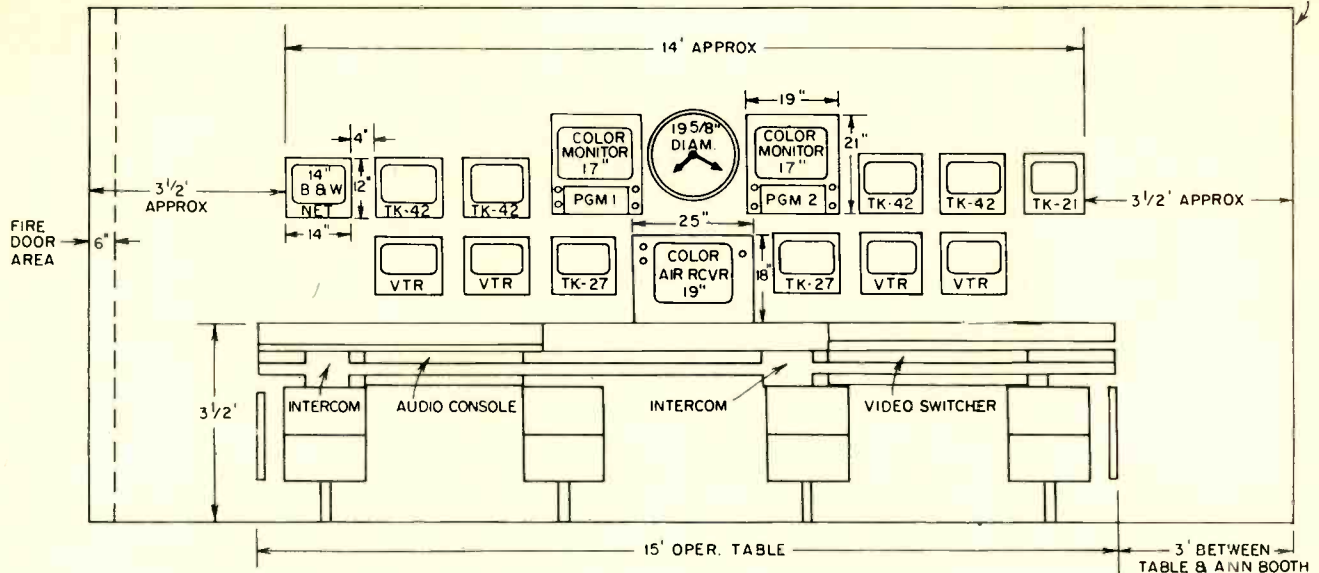 14' APPROX
19"
4"
19 5/8"
DIAM.
COLOR
MONITOR
17"
COLOR
MONITOR
17"
21"
14"
B & W
12"
3 1/2'
APPROX
PGM 1
PGM 2
NET
TK-42
TK-42
TK-42
TK-42
TK-21
3 1/2' APPROX
14"
25"
FIRE
DOOR
AREA
6"
COLOR
AIR RCVR
19"
18"
VTR
VTR
TK-27
TK-27
VTR
VTR
3 1/2'
INTERCOM
AUDIO CONSOLE
INTERCOM
VIDEO SWITCHER
15' OPER. TABLE
3' BETWEEN
TABLE & ANN BOOTH